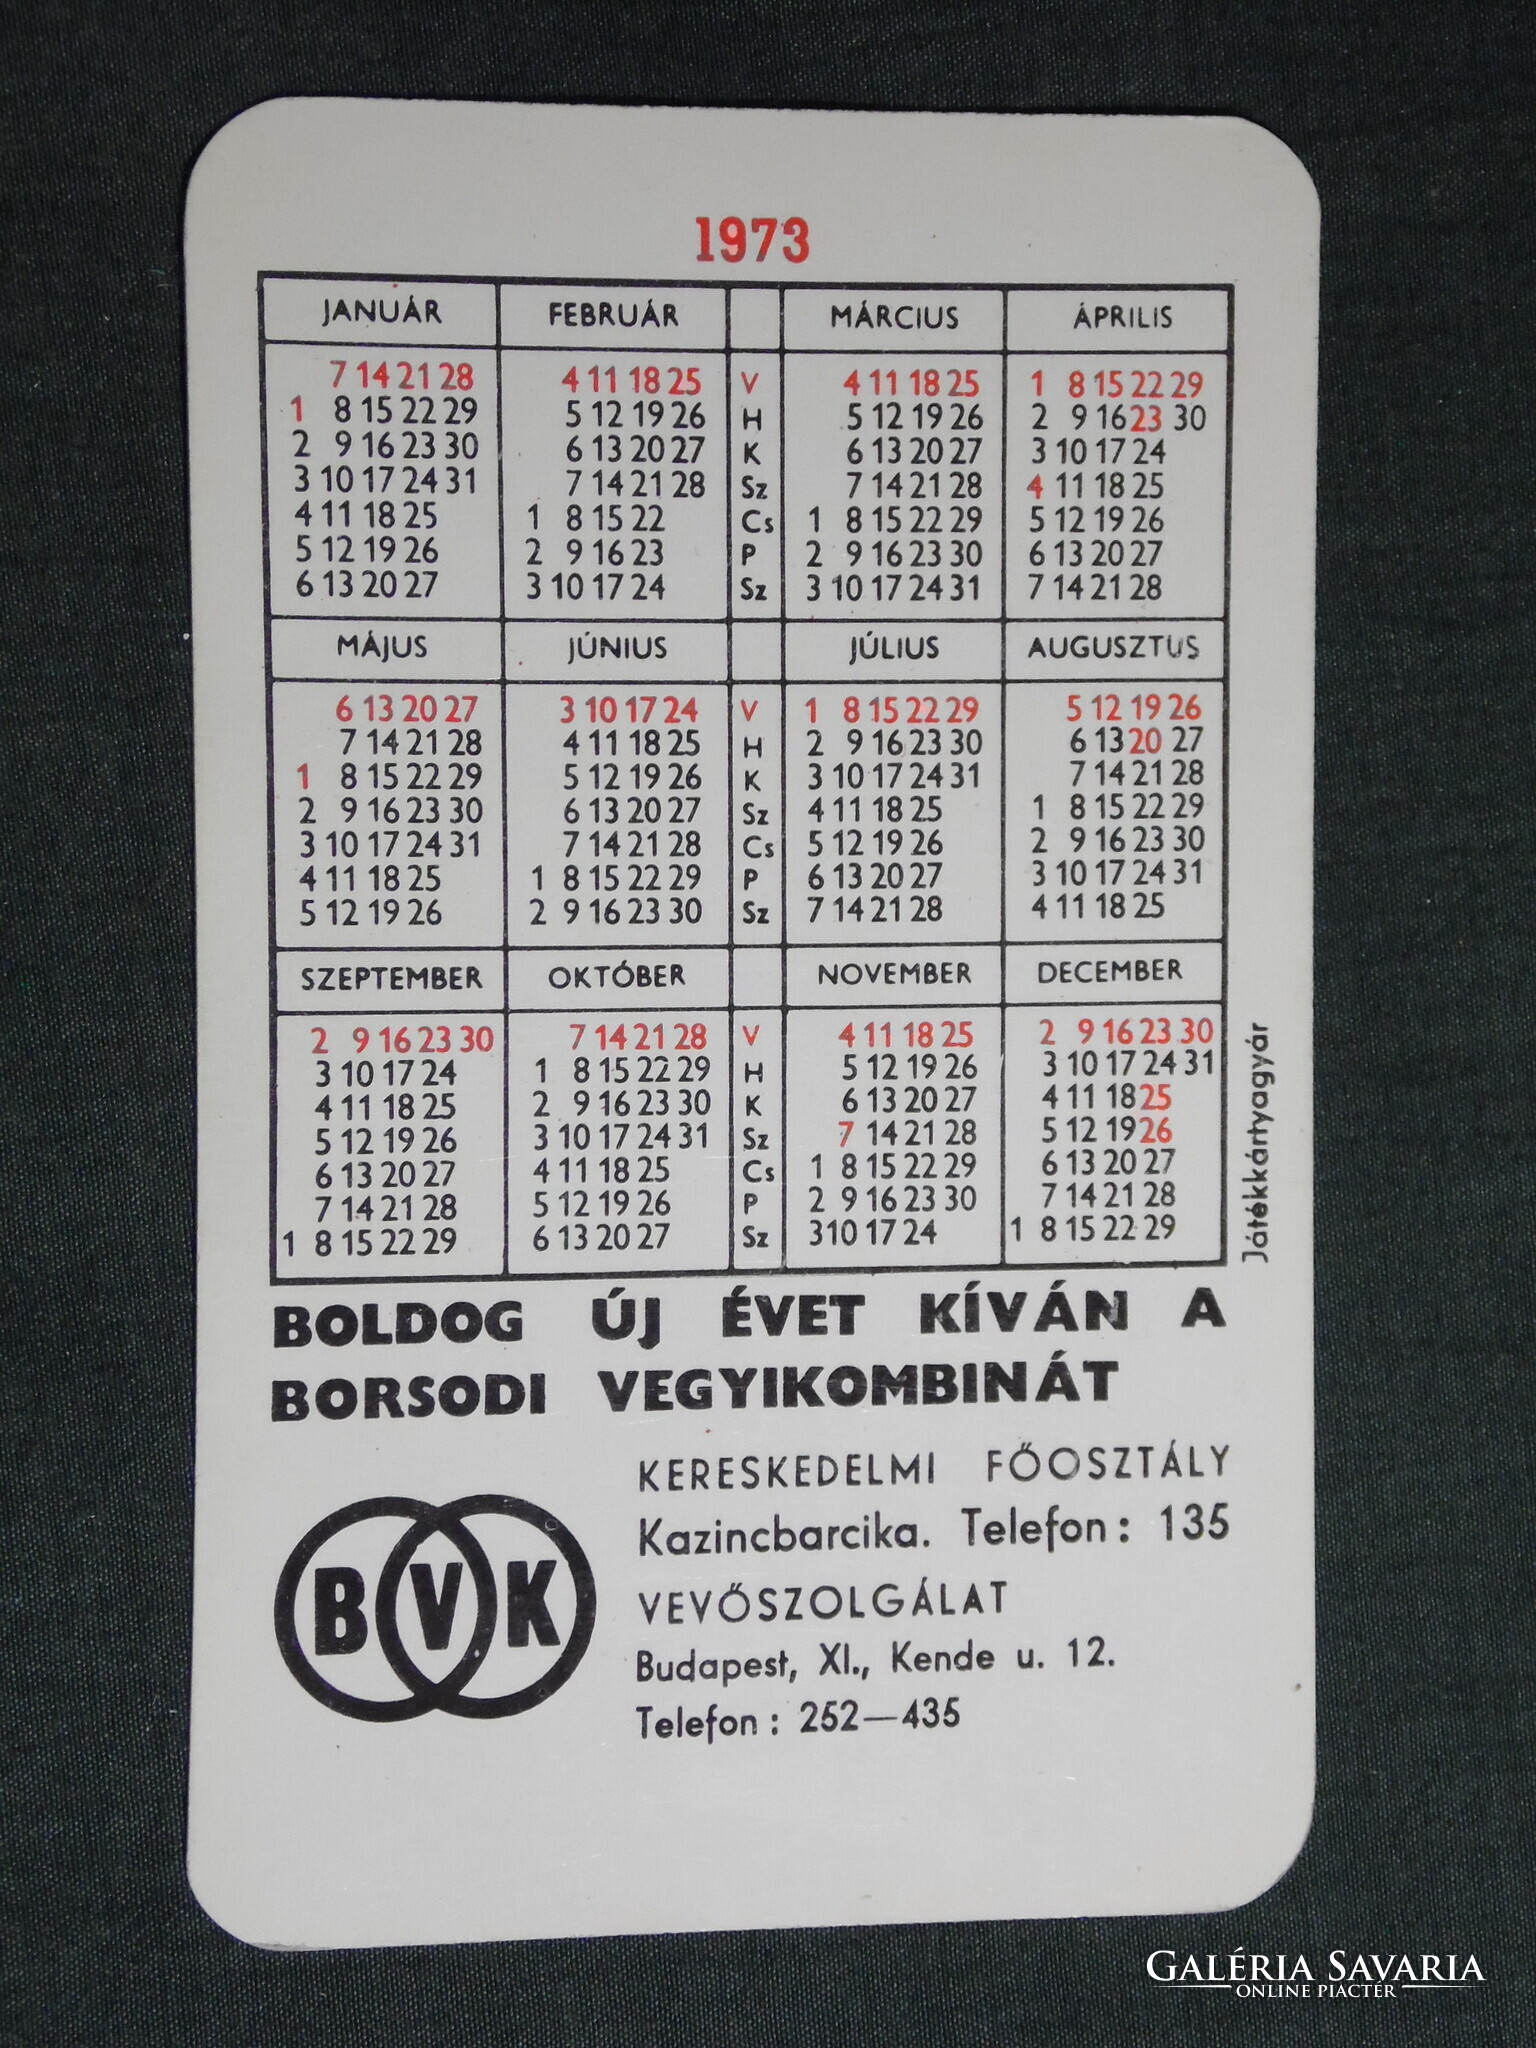 1973
JANUÁR FEBRUÁR MÁRCIUS ÁPRILIS
7 14 21 28 4 11 18 25 V 4 11 18 25 1 8 15 22 29
1 8 15 22 29 5 12 19 26 H 5 12 19 26 2 9 16 23 30
2 9 16 23 30 6 13 20 27 K 6 13 20 27 3 10 17 24
3 10 17 24 31 7 14 21 28 Sz 7 14 21 28 4 11 18 25
4 11 18 25 1 8 15 22 Cs 1 8 15 22 29 5 12 19 26
5 12 19 26 2 9 16 23 P 2 9 16 23 30 6 13 20 27
6 13 20 27 3 10 17 24 Sz 3 10 17 24 31 7 14 21 28
MÁJUS JÚNIUS JÚLIUS AUGUSZTUS
6 13 20 27 3 10 17 24 V 1 8 15 22 29 5 12 19 26
7 14 21 28 4 11 18 25 H 2 9 16 23 30 6 13 20 27
1 8 15 22 29 5 12 19 26 K 3 10 17 24 31 7 14 21 28
2 9 16 23 30 6 13 20 27 Sz 4 11 18 25 1 8 15 22 29
3 10 17 24 31 7 14 21 28 Cs 5 12 19 26 2 9 16 23 30
4 11 18 25 1 8 15 22 29 P 6 13 20 27 3 10 17 24 31
5 12 19 26 2 9 16 23 30 Sz 7 14 21 28 4 11 18 25
SZEPTEMBER OKTÓBER NOVEMBER DECEMBER
2 9 16 23 30 7 14 21 28 V 4 11 18 25 2 9 16 23 30
3 10 17 24 1 8 15 22 29 H 5 12 19 26 3 10 17 24 31
4 11 18 25 2 9 16 23 30 K 6 13 20 27 4 11 18 25
5 12 19 26 3 10 17 24 31 Sz 7 14 21 28 5 12 19 26
6 13 20 27 4 11 18 25 Cs 1 8 15 22 29 6 13 20 27
7 14 21 28 5 12 19 26 P 2 9 16 23 30 7 14 21 28
1 8 15 22 29 6 13 20 27 Sz 3 10 17 24 1 8 15 22 29
Játékkártyagyár
BOLDOG ÚJ ÉVET KÍVÁN A
BORSODI VEGYIKOMBINÁT
BVK
KERESKEDELMI FŐOSZTÁLY
Kazincbarcika. Telefon: 135
VEVŐSZOLGÁLAT
Budapest, XI., Kende u. 12.
Telefon: 252—435
GALÉRIA SAVARIA
ONLINE PIACTÉR